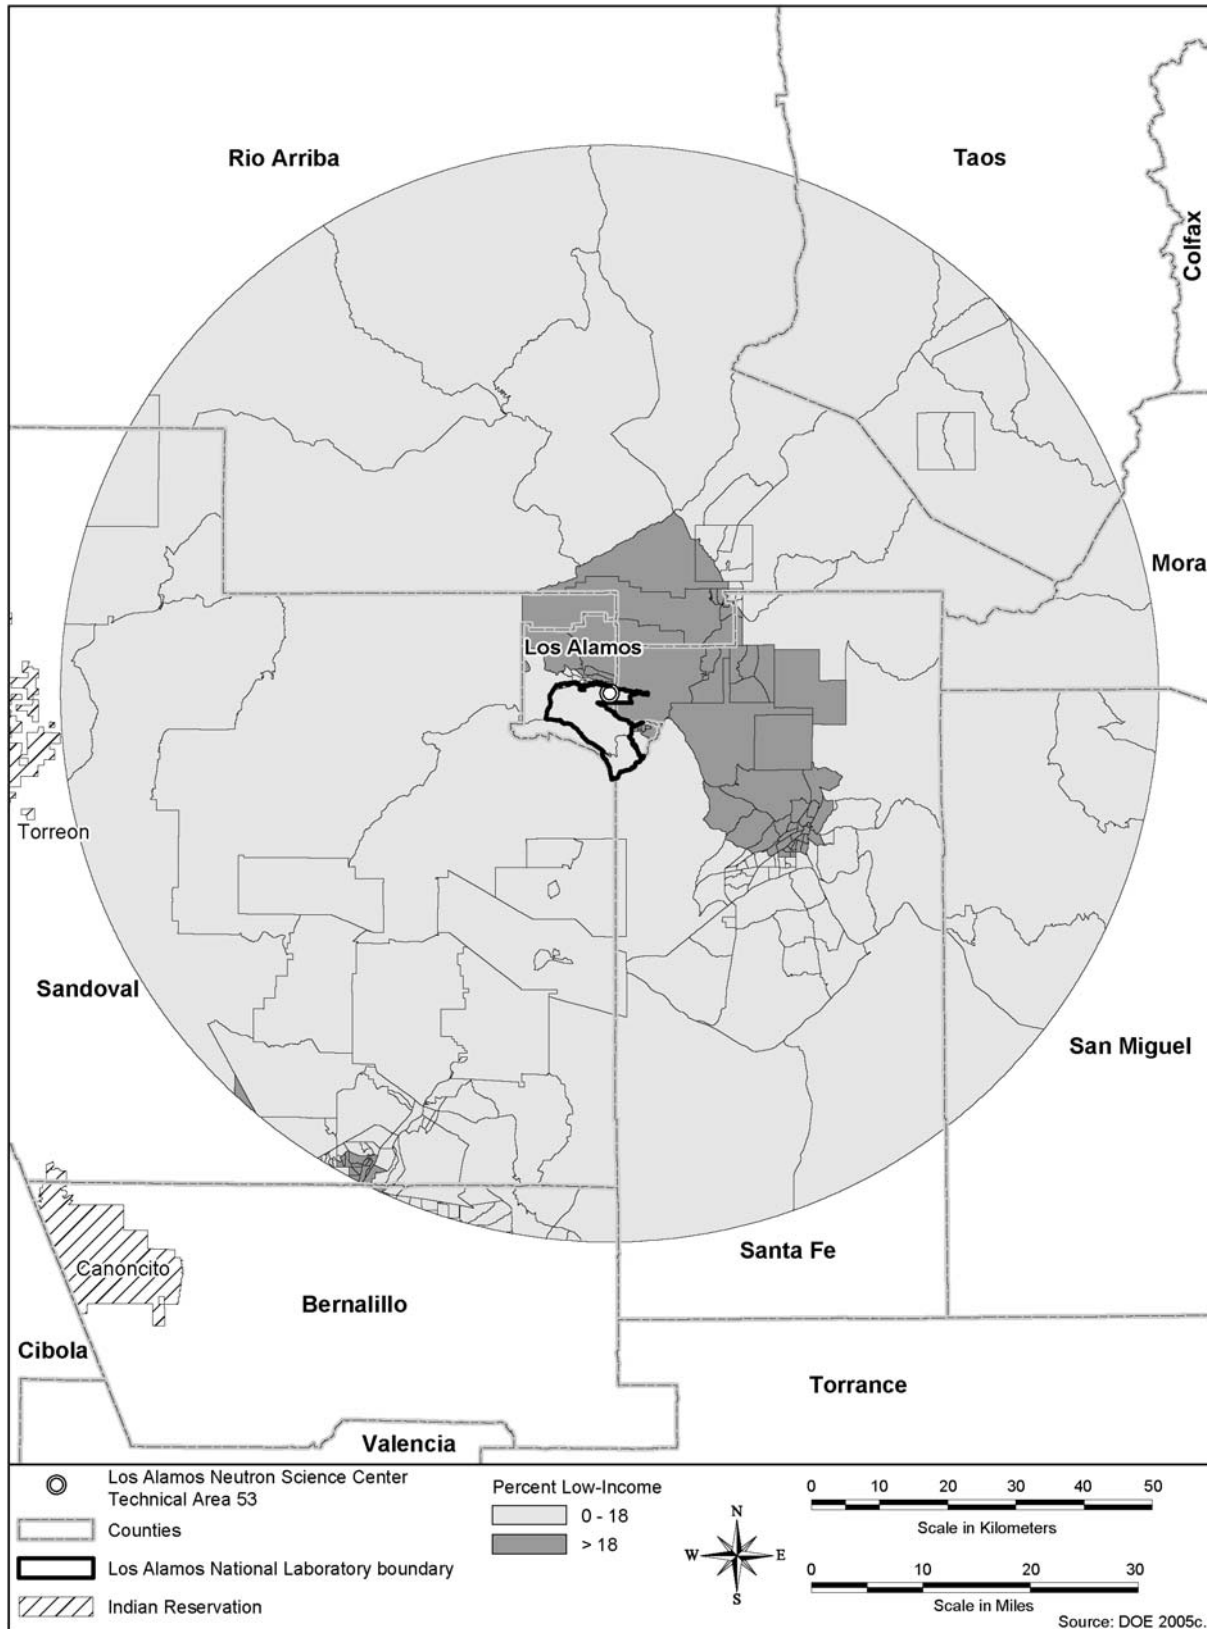 Rio Arriba
Taos
Colfax
Mora
Los Alamos
Torreon
Sandoval
San Miguel
Santa Fe
Canoncito
Bernalillo
Cibola
Torrance
Valencia
Los Alamos Neutron Science Center
Technical Area 53
Counties
Los Alamos National Laboratory boundary
Indian Reservation
Percent Low-Income
0 - 18
> 18
N
W E
S
0 10 20 30 40 50
Scale in Kilometers
0 10 20 30
Scale in Miles
Source: DOE 2005c.